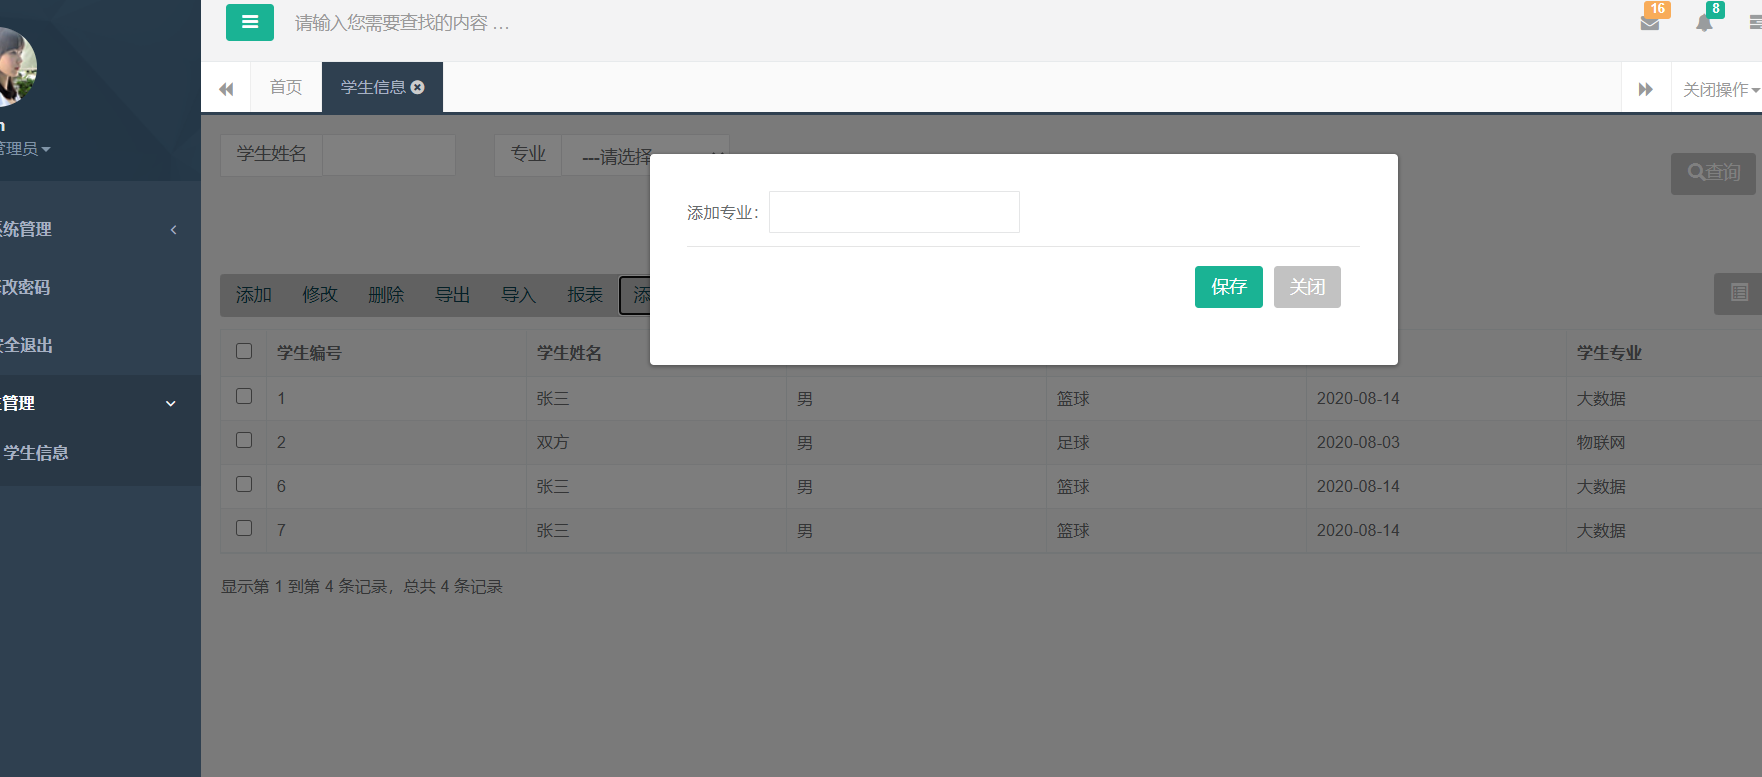 请输入您需要查找的内容 …
16
8
首页
学生信息
关闭操作
管理员
系统管理
修改密码
安全退出
管理
学生信息
学生姓名
专业
---请选择
查询
添加专业：
保存
关闭
添加 修改 删除 导出 导入 报表 添
学生编号 学生姓名 学生专业
1 张三 男 篮球 2020-08-14 大数据
2 双方 男 足球 2020-08-03 物联网
6 张三 男 篮球 2020-08-14 大数据
7 张三 男 篮球 2020-08-14 大数据
显示第 1 到第 4 条记录，总共 4 条记录